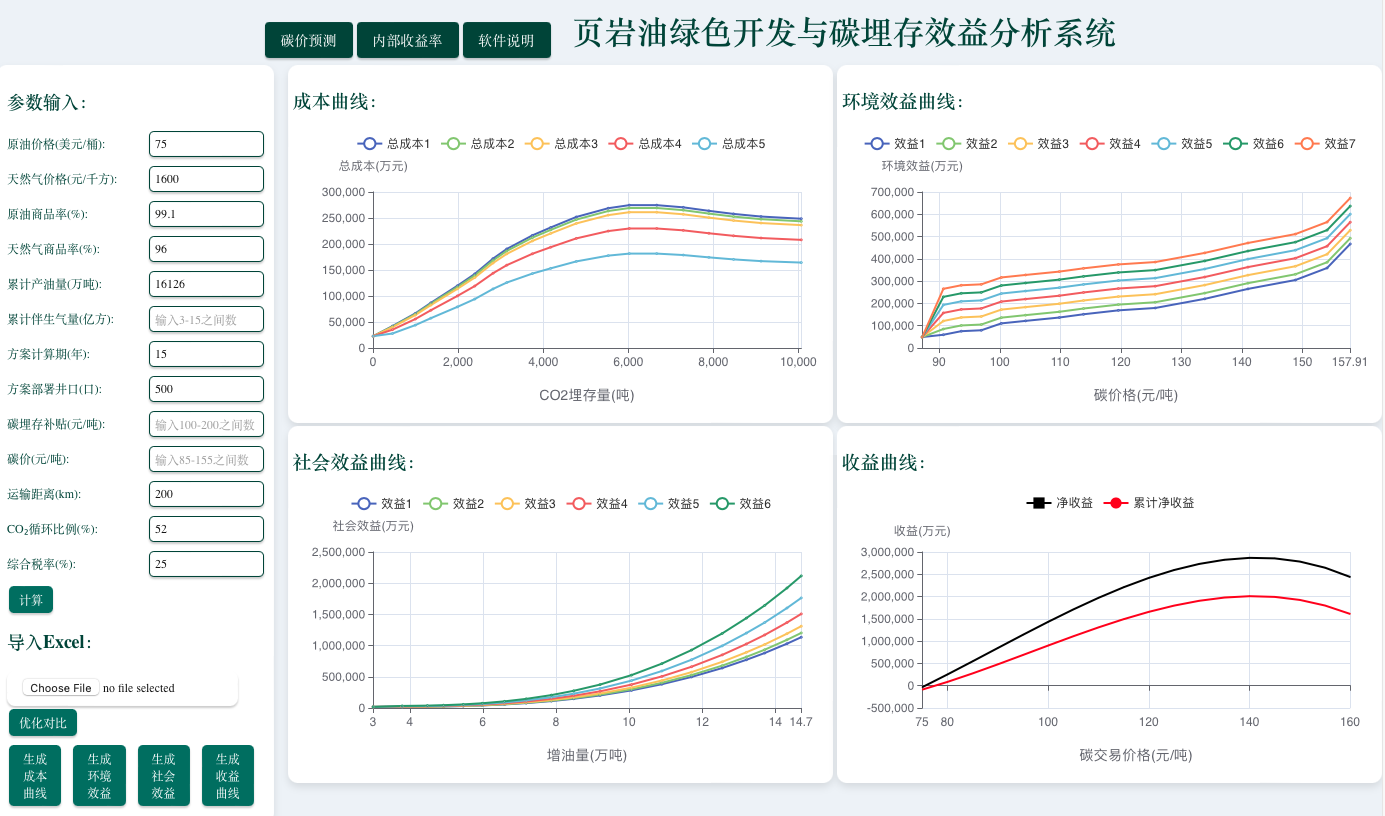 碳价预测 内部收益率 软件说明 页岩油绿色开发与碳埋存效益分析系统
参数输入:
原油价格(美元/桶): 75
天然气价格(元/千方): 1600
原油商品率(%): 99.1
天然气商品率(%): 96
累计产油量(万吨): 16126
累计伴生气量(亿方): 输入3-15之间数
方案计算期(年): 15
方案部署井口(口): 500
碳埋存补贴(元/吨): 输入100-200之间数
碳价(元/吨): 输入85-155之间数
运输距离(km): 200
CO₂循环比例(%): 52
综合税率(%): 25
计算
导入Excel:
Choose File no file selected
优化对比
生成
成本
曲线
生成
环境
效益
生成
社会
效益
生成
收益
曲线
成本曲线:
总成本1 总成本2 总成本3 总成本4 总成本5
总成本(万元)
300,000
250,000
200,000
150,000
100,000
50,000
0
0 2,000 4,000 6,000 8,000 10,000
CO2埋存量(吨)
环境效益曲线:
效益1 效益2 效益3 效益4 效益5 效益6 效益7
环境效益(万元)
700,000
600,000
500,000
400,000
300,000
200,000
100,000
0
90 100 110 120 130 140 150 157.91
碳价格(元/吨)
社会效益曲线:
效益1 效益2 效益3 效益4 效益5 效益6
社会效益(万元)
2,500,000
2,000,000
1,500,000
1,000,000
500,000
0
3 4 6 8 10 12 14 14.7
增油量(万吨)
收益曲线:
净收益 累计净收益
收益(万元)
3,000,000
2,500,000
2,000,000
1,500,000
1,000,000
500,000
0
-500,000
75 80 100 120 140 160
碳交易价格(元/吨)